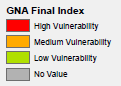 GNA Final Index
High Vulnerability
Medium Vulnerability
Low Vulnerability
No Value